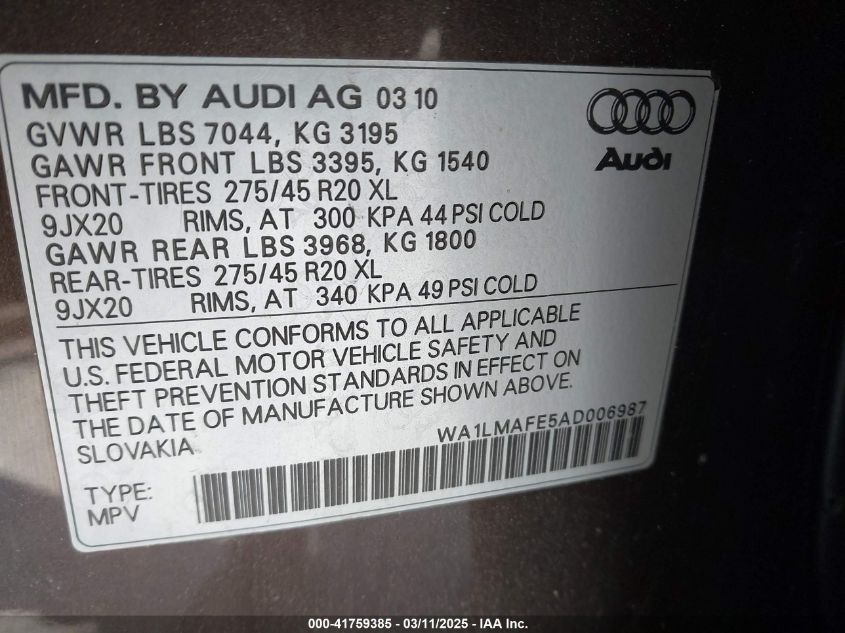 MFD. BY AUDI AG 03 10
GVWR LBS 7044, KG 3195
GAWR FRONT LBS 3395, KG 1540
FRONT-TIRES 275/45 R20 XL
9JX20 RIMS, AT 300 KPA 44 PSI COLD
GAWR REAR LBS 3968, KG 1800
REAR-TIRES 275/45 R20 XL
9JX20 RIMS, AT 340 KPA 49 PSI COLD
Audi
THIS VEHICLE CONFORMS TO ALL APPLICABLE
U.S. FEDERAL MOTOR VEHICLE SAFETY AND
THEFT PREVENTION STANDARDS IN EFFECT ON
THE DATE OF MANUFACTURE SHOWN ABOVE.
SLOVAKIA
WA1LMAFE5AD006987
TYPE:
MPV
000-41759385 - 03/11/2025 - IAA Inc.